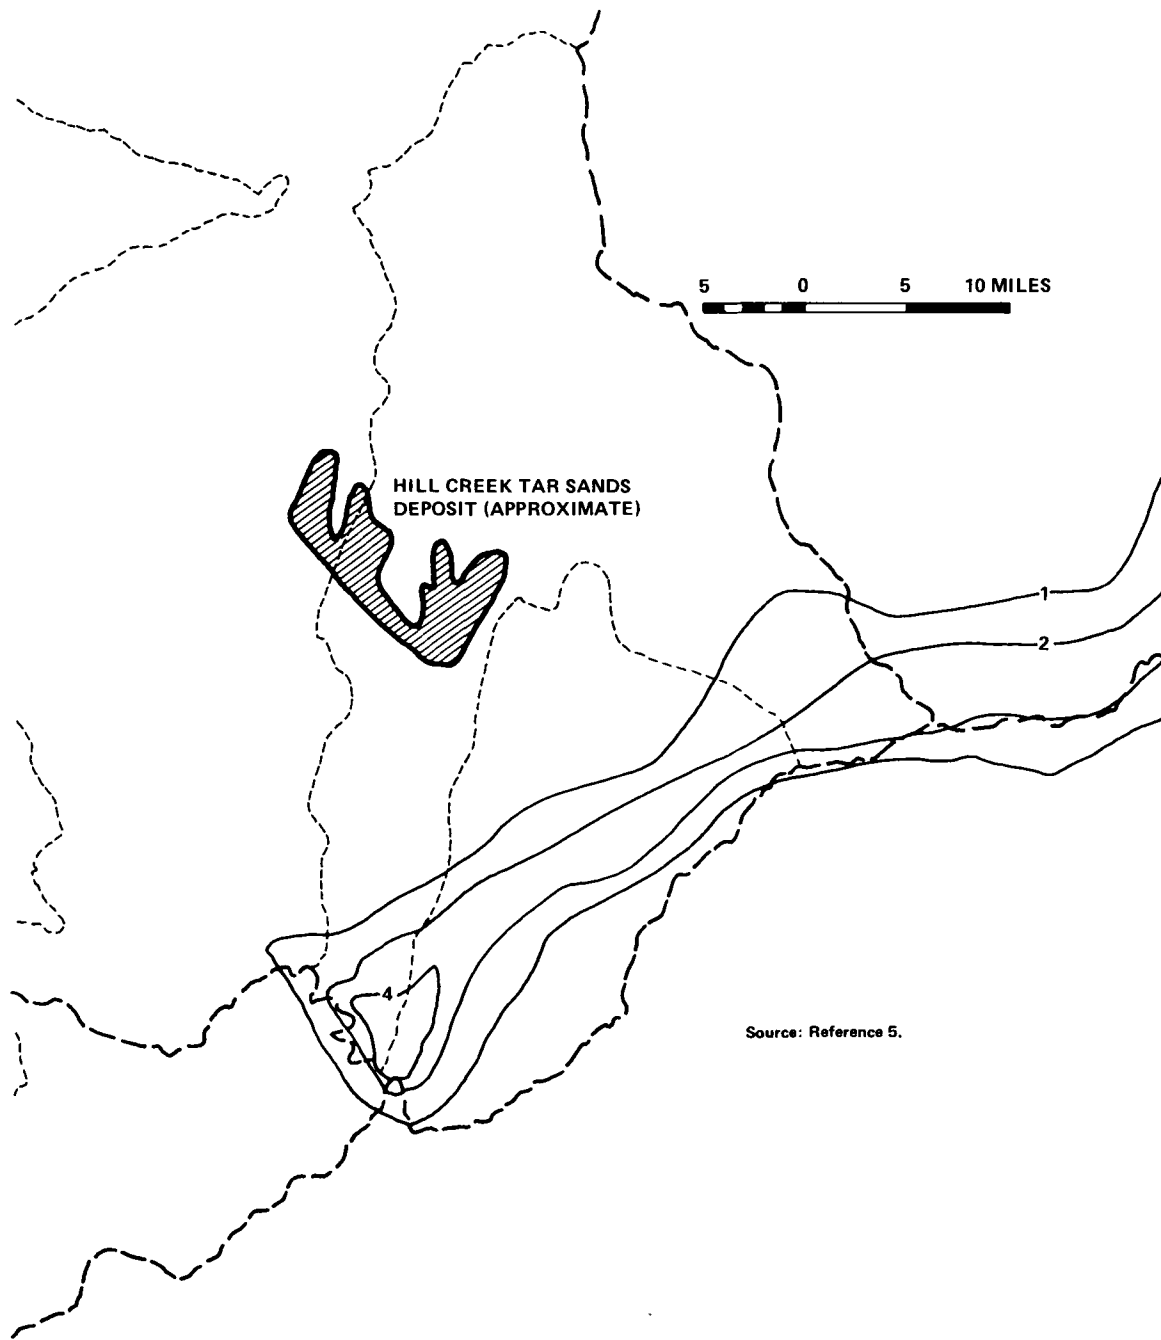 5 0 5 10 MILES
HILL CREEK TAR SANDS
DEPOSIT (APPROXIMATE)
1
2
4
Source: Reference 5.